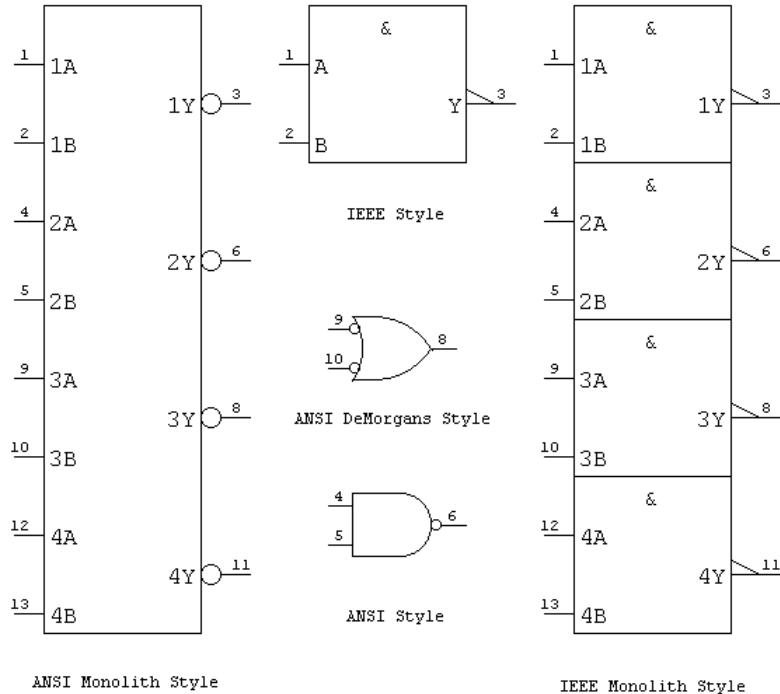 1
1A
1Y
3
2
1B
4
2A
2Y
6
5
2B
9
3A
3Y
8
10
3B
12
4A
4Y
11
13
4B
ANSI Monolith Style
&
1
A
Y
3
2
B
IEEE Style
9
10
8
ANSI DeMorgans Style
4
5
6
ANSI Style
&
1
1A
1Y
3
2
1B
&
4
2A
2Y
6
5
2B
&
9
3A
3Y
8
10
3B
&
12
4A
4Y
11
13
4B
IEEE Monolith Style